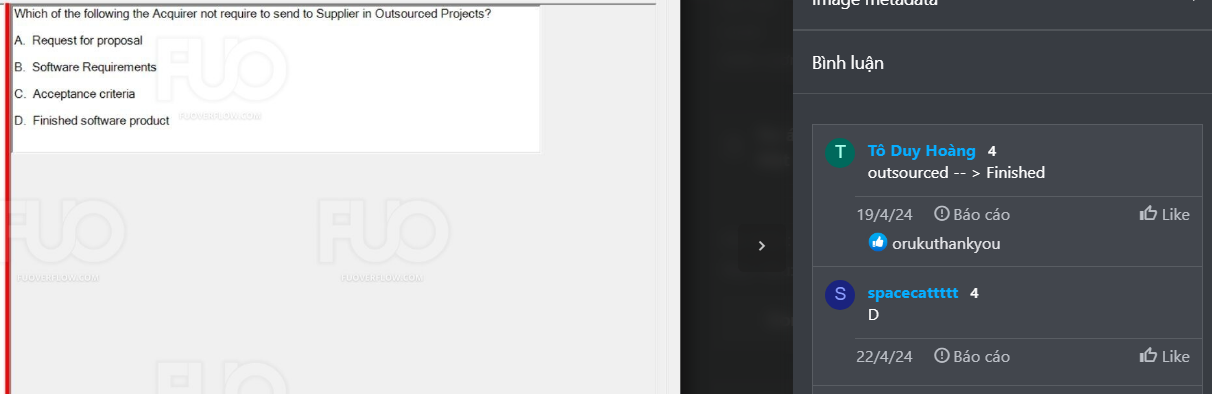 Which of the following the Acquirer not require to send to Supplier in Outsourced Projects?
A. Request for proposal
B. Software Requirements
C. Acceptance criteria
D. Finished software product
FUO
FUOVERFLOW.COM
FUO
FUOVERFLOW.COM
FUO
FUOVERFLOW.COM
FUO
Image metadata
Bình luận
T
Tô Duy Hoàng 4
outsourced -- > Finished
19/4/24 Báo cáo Like
orukuthankyou
S
spacecattttt 4
D
22/4/24 Báo cáo Like